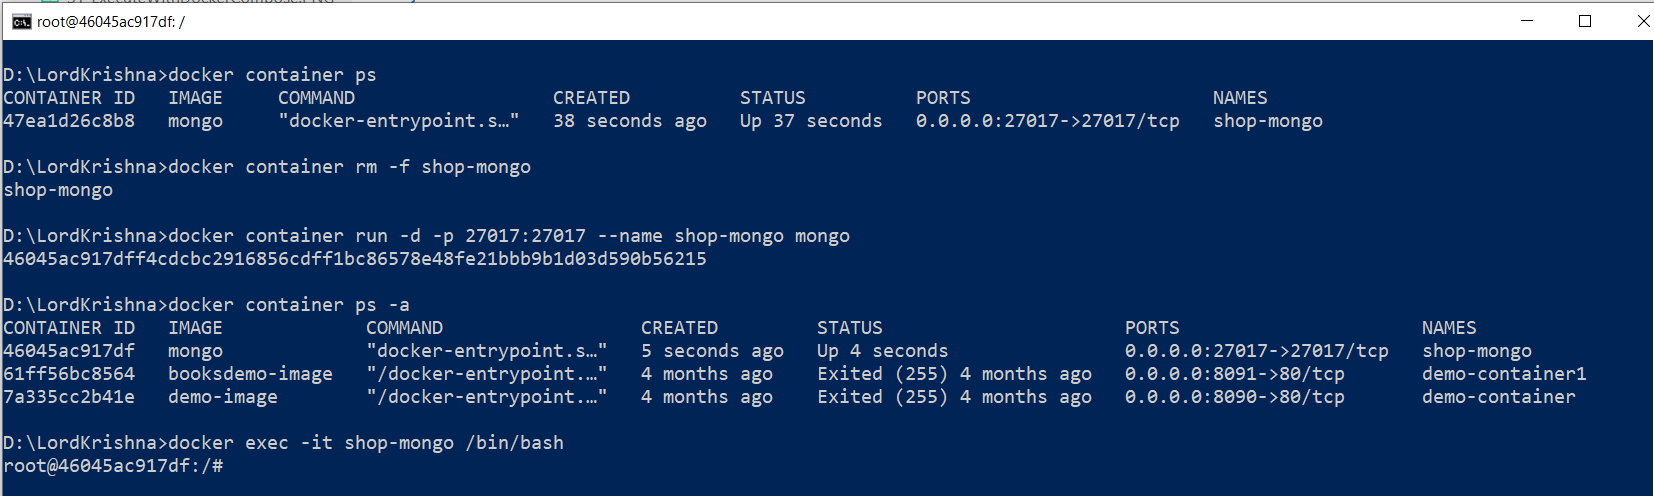 root@46045ac917df: /
D:\LordKrishna>docker container ps
CONTAINER ID   IMAGE     COMMAND                  CREATED          STATUS          PORTS                      NAMES
47ea1d26c8b8   mongo     "docker-entrypoint.s…"   38 seconds ago   Up 37 seconds   0.0.0.0:27017->27017/tcp   shop-mongo
D:\LordKrishna>docker container rm -f shop-mongo
shop-mongo
D:\LordKrishna>docker container run -d -p 27017:27017 --name shop-mongo mongo
46045ac917dff4cdcbc2916856cdff1bc86578e48fe21bbb9b1d03d590b56215
D:\LordKrishna>docker container ps -a
CONTAINER ID   IMAGE             COMMAND                  CREATED         STATUS                      PORTS                      NAMES
46045ac917df   mongo             "docker-entrypoint.s…"   5 seconds ago   Up 4 seconds                0.0.0.0:27017->27017/tcp   shop-mongo
61ff56bc8564   booksdemo-image   "/docker-entrypoint.…"   4 months ago    Exited (255) 4 months ago   0.0.0.0:8091->80/tcp       demo-container1
7a335cc2b41e   demo-image        "/docker-entrypoint.…"   4 months ago    Exited (255) 4 months ago   0.0.0.0:8090->80/tcp       demo-container
D:\LordKrishna>docker exec -it shop-mongo /bin/bash
root@46045ac917df:/#